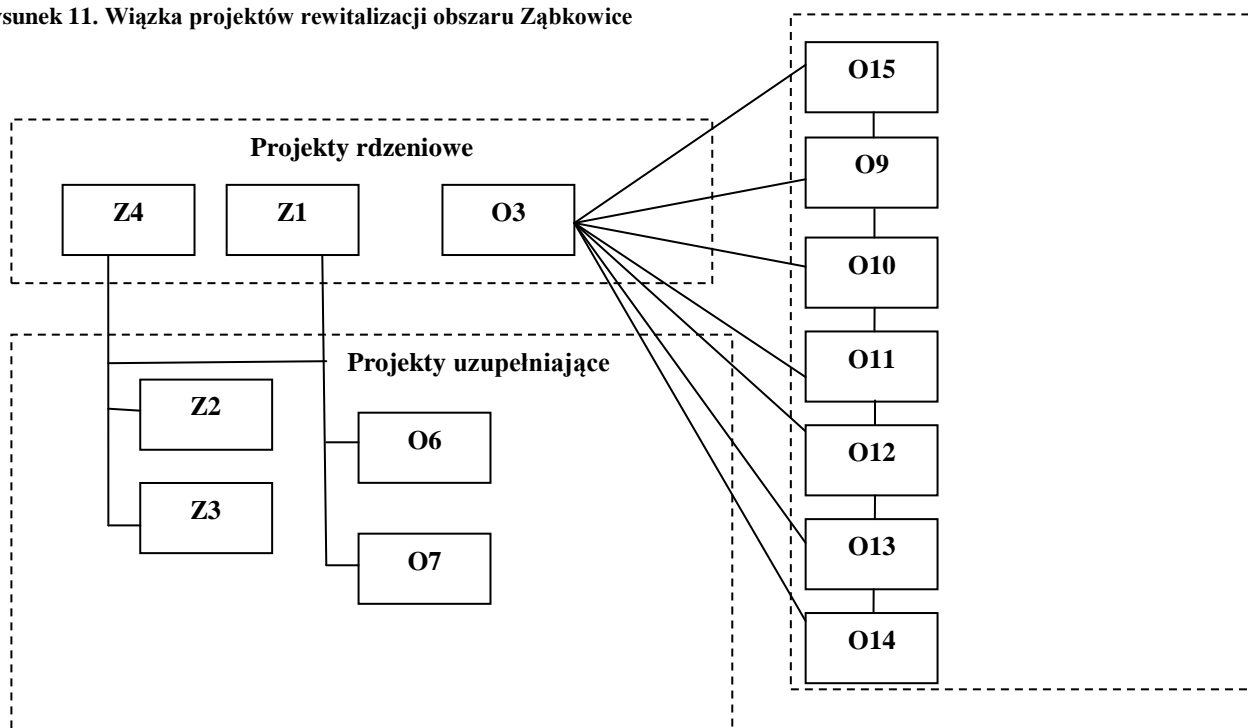 ysunek 11. Wiązka projektów rewitalizacji obszaru Ząbkowice
Projekty rdzeniowe
Z4
Z1
O3
Projekty uzupełniające
Z2
Z3
O6
O7
O15
O9
O10
O11
O12
O13
O14